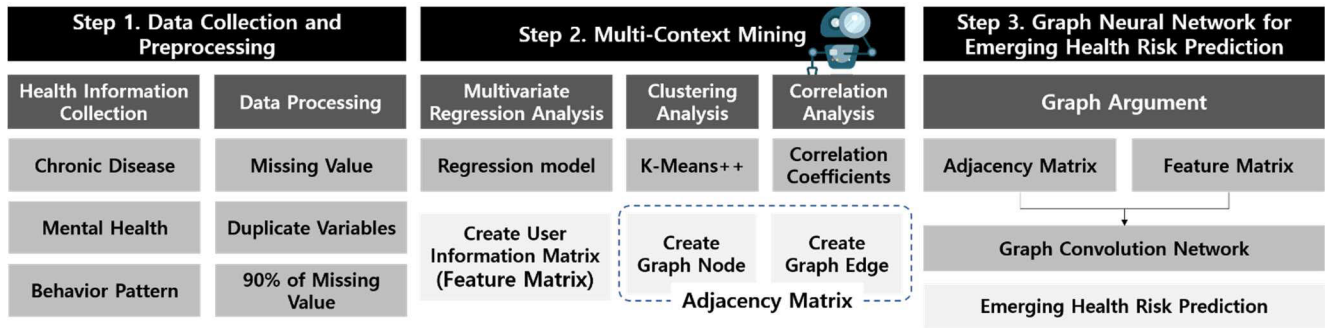 Step 1. Data Collection and
Preprocessing
Health Information
Collection
Data Processing
Chronic Disease
Missing Value
Mental Health
Duplicate Variables
Behavior Pattern
90% of Missing
Value
Step 2. Multi-Context Mining
Multivariate
Regression Analysis
Clustering
Analysis
Correlation
Analysis
Regression model
K-Means++
Correlation
Coefficients
Create User
Information Matrix
(Feature Matrix)
Create
Graph Node
Create
Graph Edge
Adjacency Matrix
Step 3. Graph Neural Network for
Emerging Health Risk Prediction
Graph Argument
Adjacency Matrix
Feature Matrix
Graph Convolution Network
Emerging Health Risk Prediction